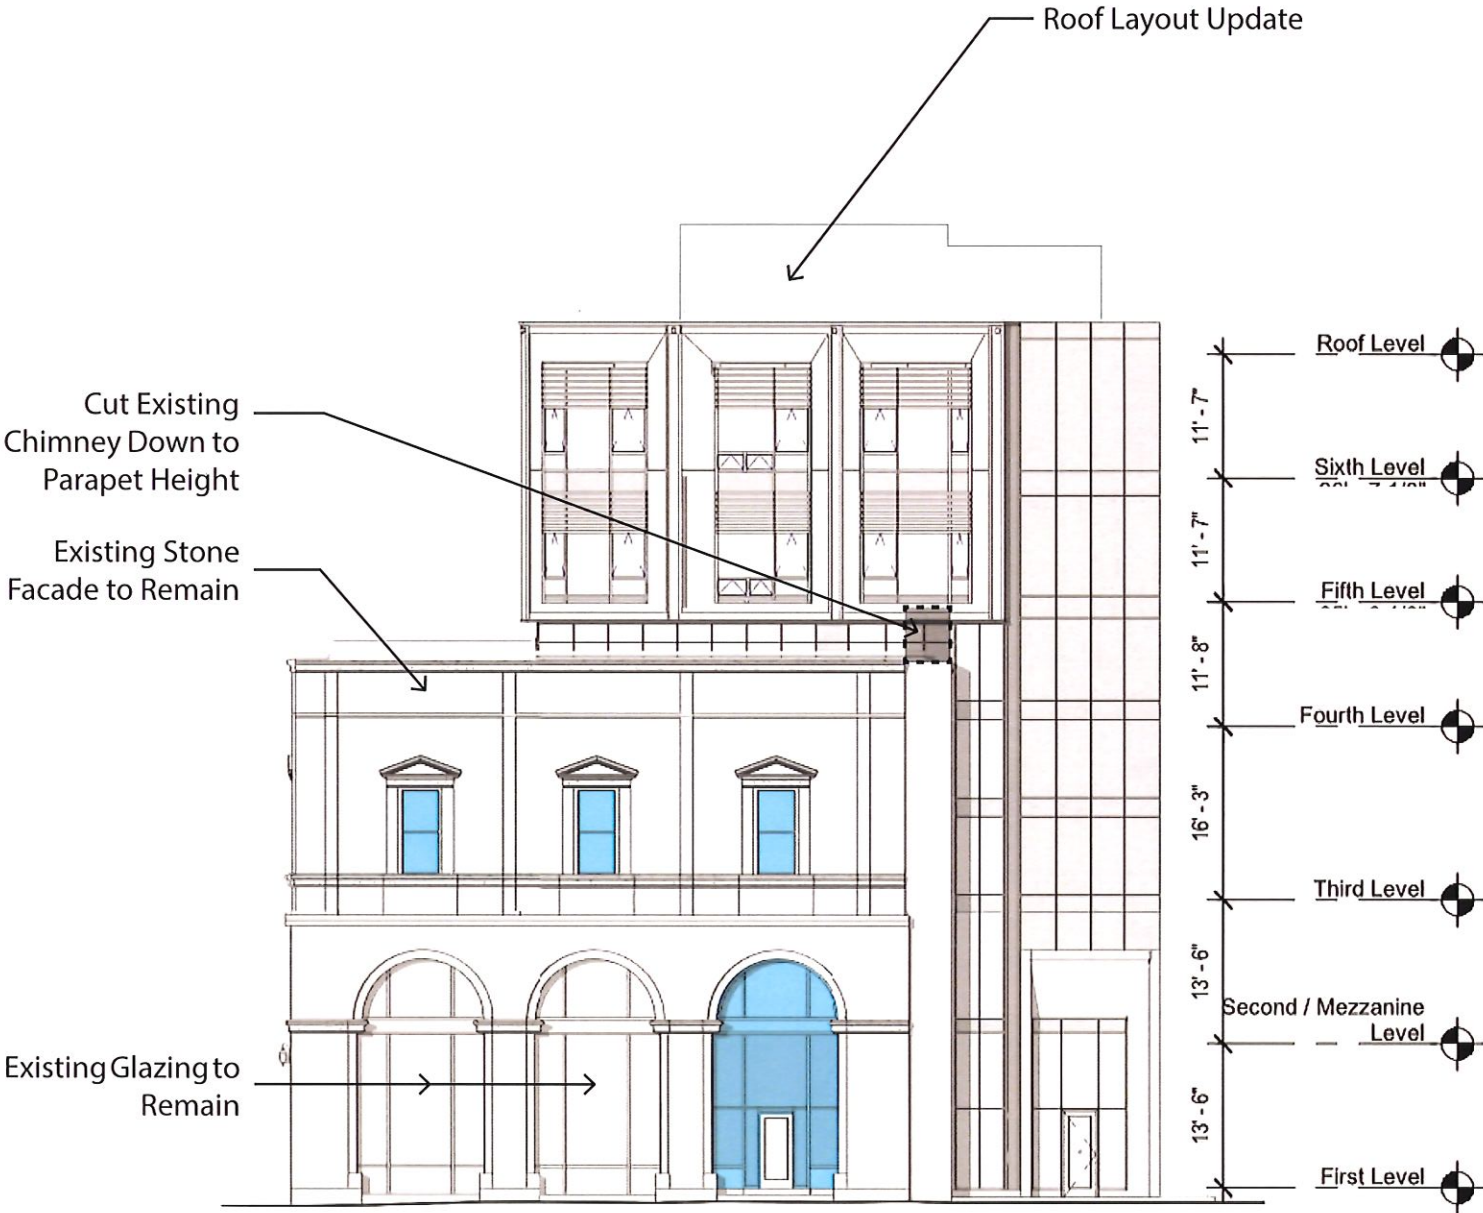 Roof Layout Update
Roof Level
Cut Existing
Chimney Down to
Parapet Height
11' - 7"
Sixth Level
11' - 7"
Existing Stone
Facade to Remain
Fifth Level
11' - 8"
Fourth Level
16' - 3"
Third Level
13' - 6"
Second / Mezzanine
Level
Existing Glazing to
Remain
13' - 6"
First Level